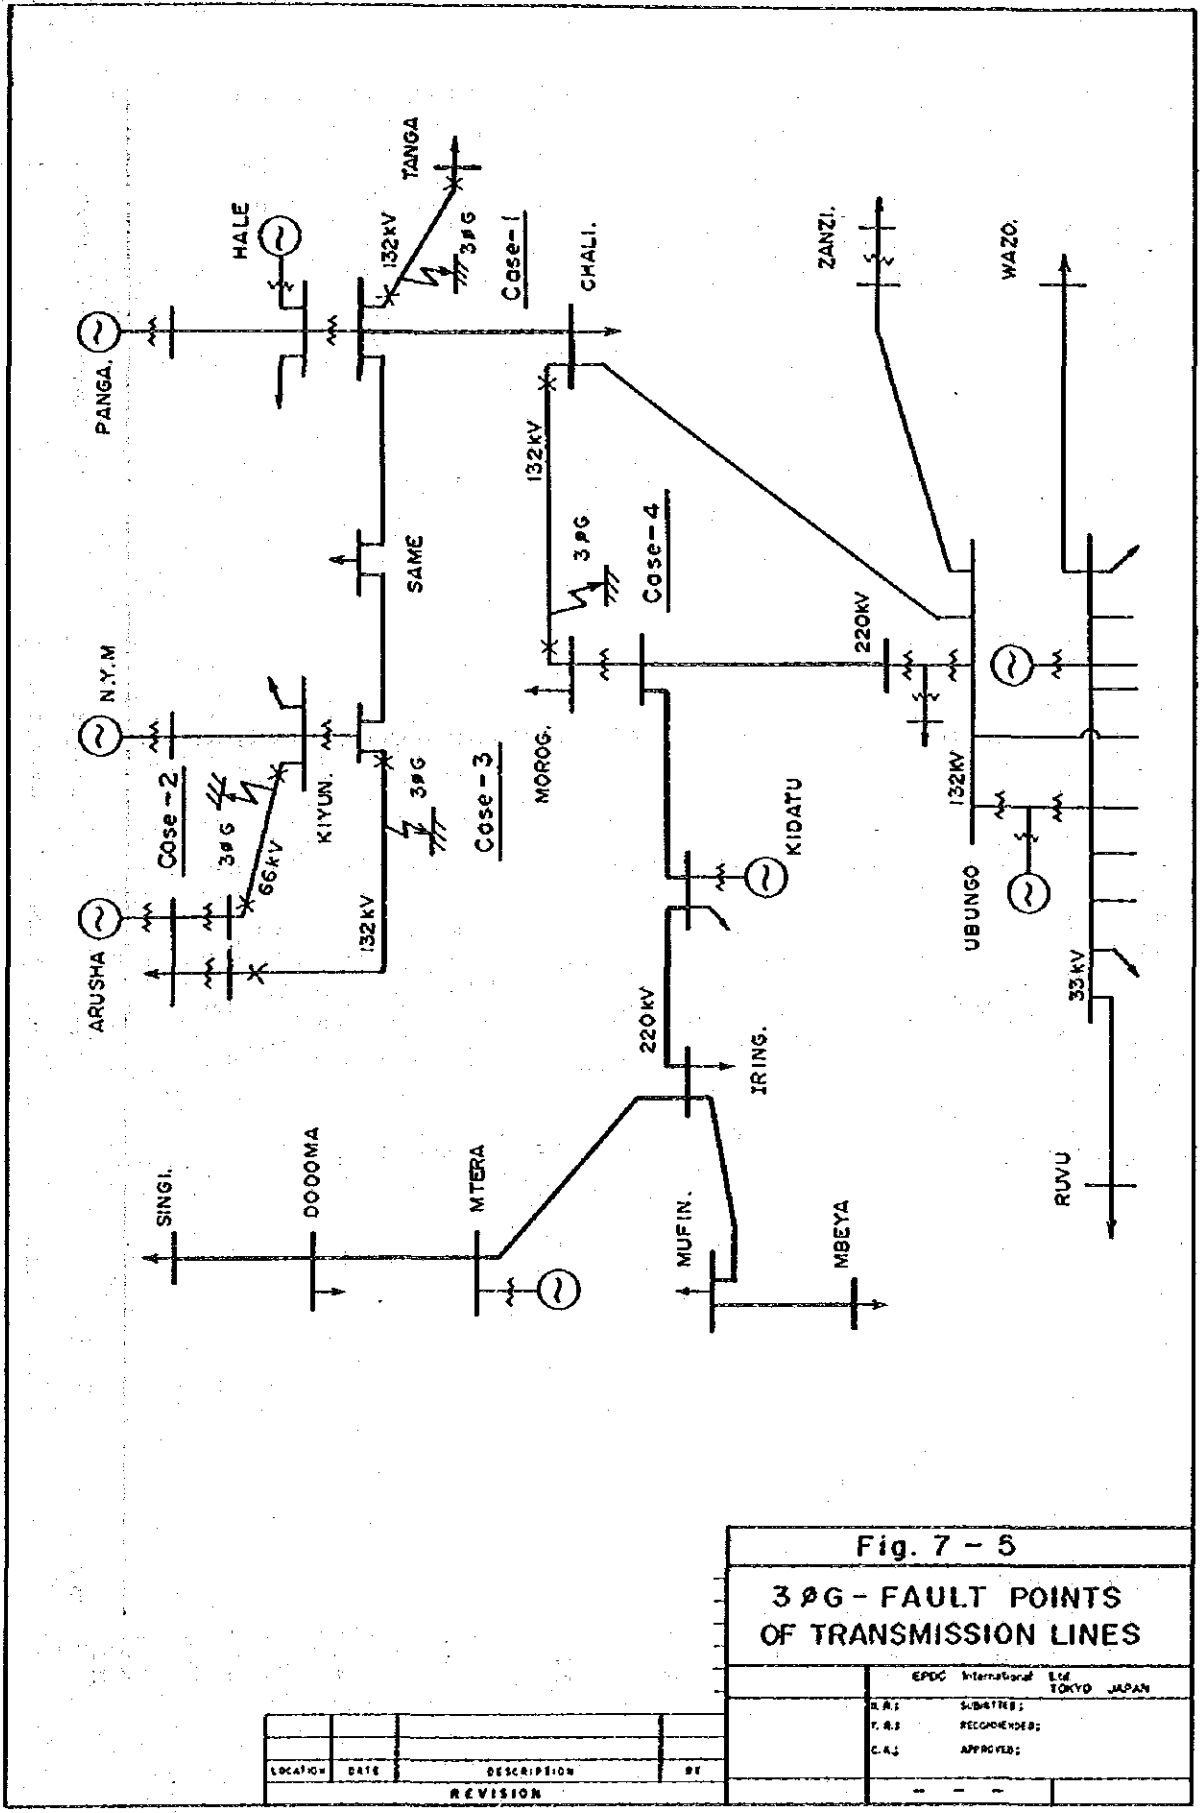 PANGA.
HALE
TANGA
132kV
3øG
Case-1
CHALI.
ZANZI.
WAZO.
132kV
SAME
3øG
Case-4
N.Y.M
KIYUN.
Case-2
3øG
66kV
3øG
Case-3
MOROG.
220kV
132kV
UBUNGO
KIDATU
ARUSHA
132kV
220kV
IRING.
33kV
SINGI.
DODOMA
MTERA
MUFIN.
MBEYA
RUVU
Fig. 7 - 5
3 øG - FAULT POINTS
OF TRANSMISSION LINES
EPDC International Ltd.
TOKYO JAPAN
SUBMITTED;
RECOMMENDED;
C.A.; APPROVED;
LOCATION DATE DESCRIPTION BY
REVISION